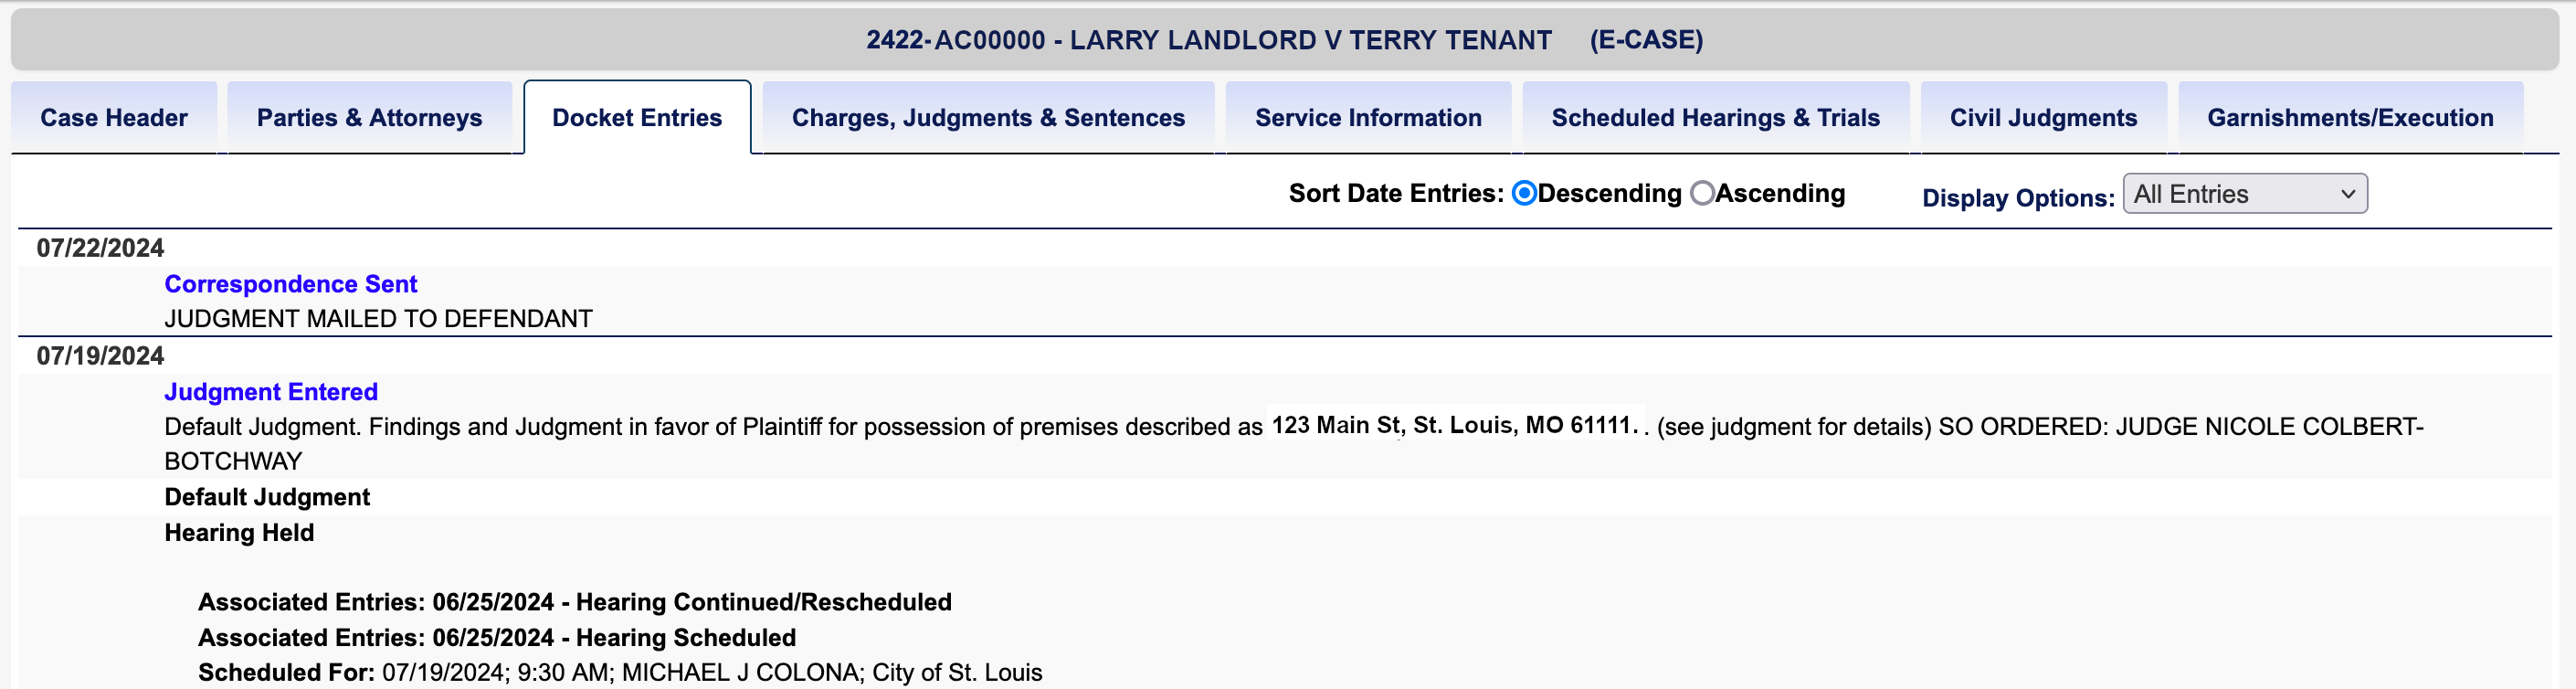 2422-AC00000 - LARRY LANDLORD V TERRY TENANT (E-CASE)
Case Header Parties & Attorneys Docket Entries Charges, Judgments & Sentences Service Information Scheduled Hearings & Trials Civil Judgments Garnishments/Execution
Sort Date Entries: Descending Ascending Display Options: All Entries
07/22/2024
Correspondence Sent
JUDGMENT MAILED TO DEFENDANT
07/19/2024
Judgment Entered
Default Judgment. Findings and Judgment in favor of Plaintiff for possession of premises described as 123 Main St, St. Louis, MO 61111. . (see judgment for details) SO ORDERED: JUDGE NICOLE COLBERT-
BOTCHWAY
Default Judgment
Hearing Held
Associated Entries: 06/25/2024 - Hearing Continued/Rescheduled
Associated Entries: 06/25/2024 - Hearing Scheduled
Scheduled For: 07/19/2024; 9:30 AM; MICHAEL J COLONA; City of St. Louis